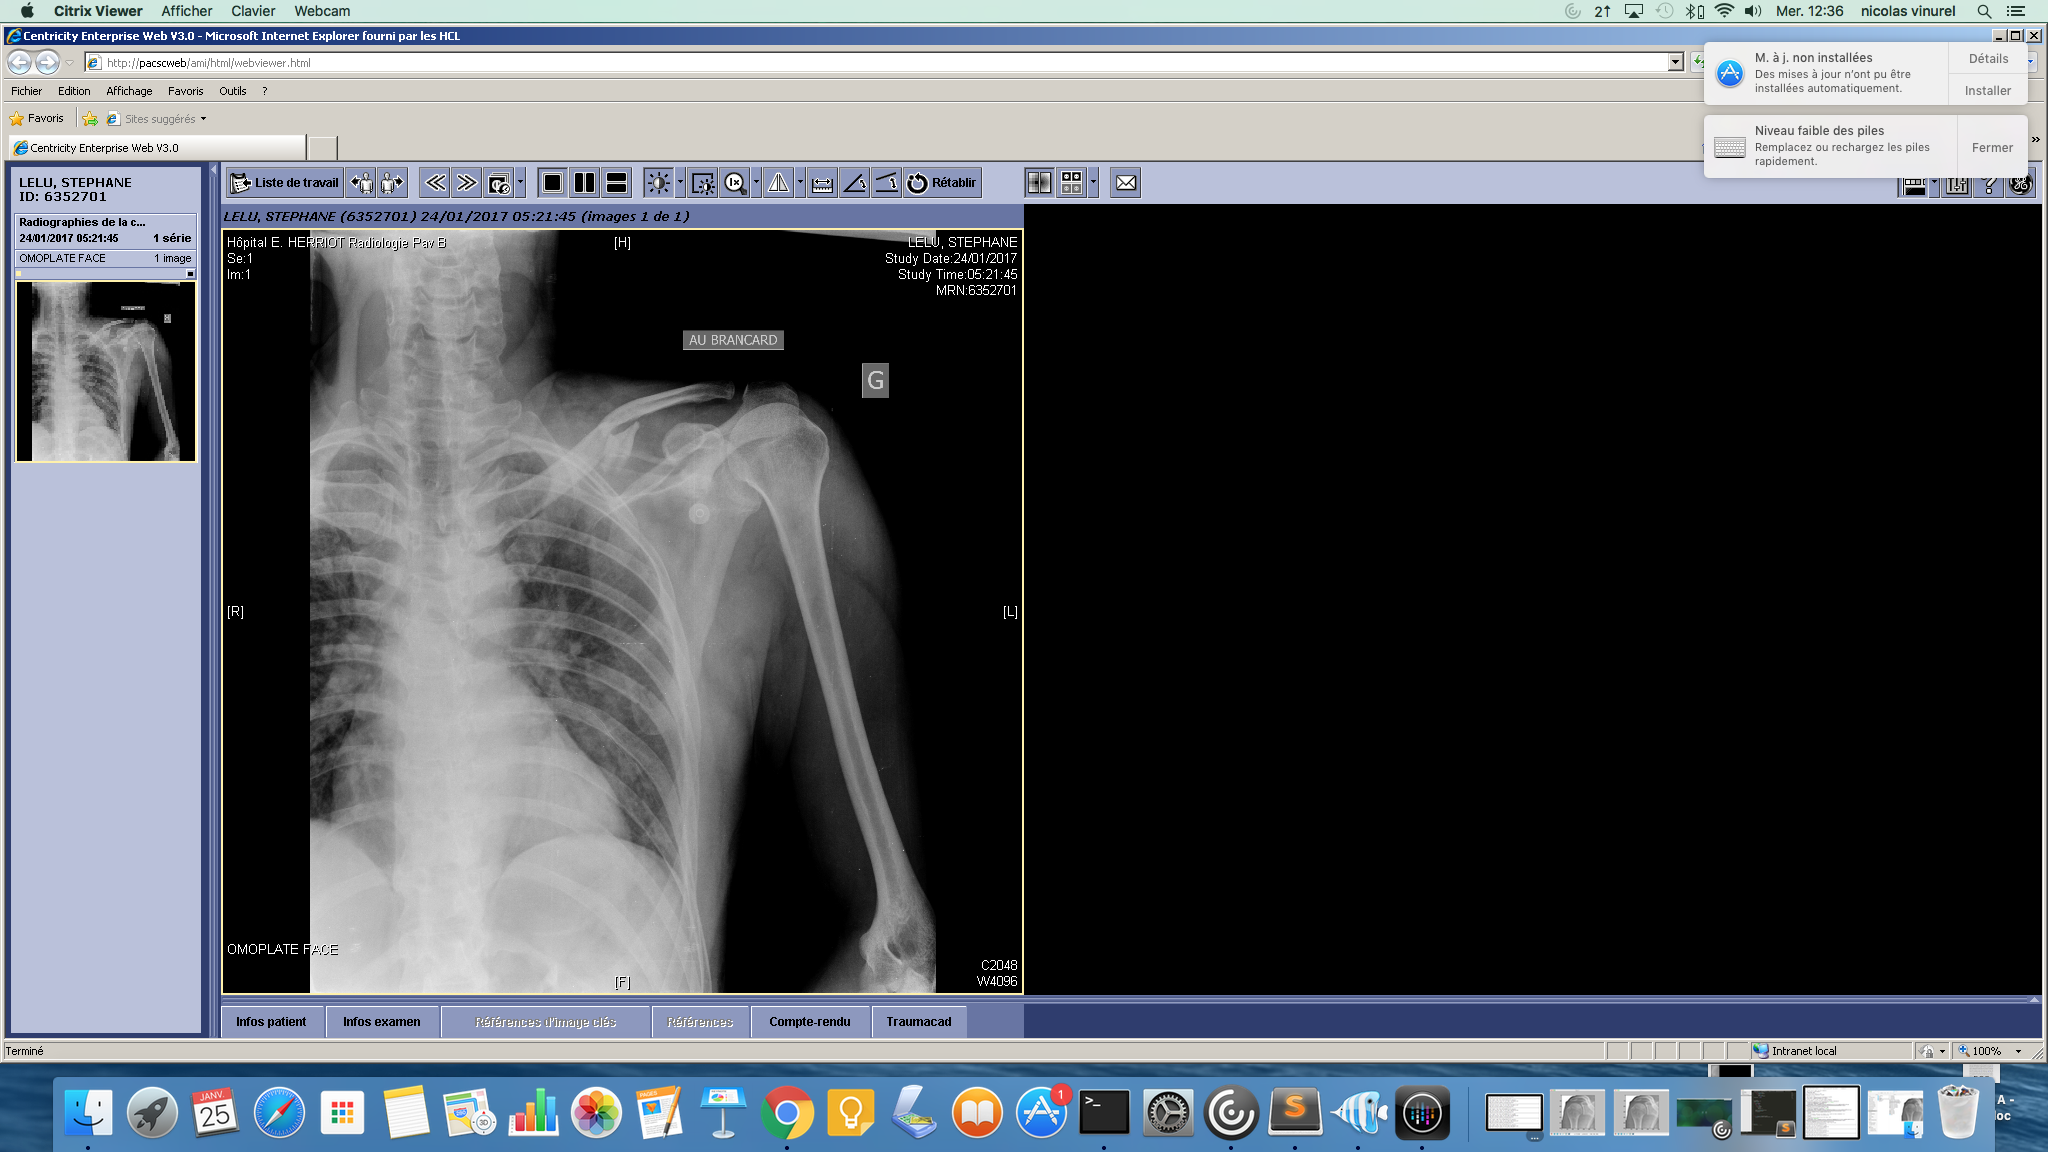 Citrix Viewer Afficher Clavier Webcam
2 Mer. 12:36 nicolas vinurel
Centricity Enterprise Web V3.0 - Microsoft Internet Explorer fourni par les HCL
http://pacscweb/ami/html/webviewer.html
Fichier Edition Affichage Favoris Outils ?
Favoris Sites suggérés
Centricity Enterprise Web V3.0
M. à j. non installées
Des mises à jour n’ont pu être
installées automatiquement.
Détails
Installer
Niveau faible des piles
Remplacez ou rechargez les piles
rapidement.
Fermer
»
LELU, STEPHANE
ID: 6352701
Radiographies de la c...
24/01/2017 05:21:45 1 série
OMOPLATE FACE 1 image
Liste de travail
1x
Rétablir
?
LELU, STEPHANE (6352701) 24/01/2017 05:21:45 (images 1 de 1)
Hôpital E. HERRIOT Radiologie Pav B
Se:1
Im:1
[H]
LELU, STEPHANE
Study Date:24/01/2017
Study Time:05:21:45
MRN:6352701
AU BRANCARD
G
[R]
[L]
OMOPLATE FACE
[F]
C2048
W4096
Infos patient Infos examen Références d'image clés Références Compte-rendu Traumacad
Terminé
Intranet local
100%
JANV.
25
PAGES
3D
1
>_
S
...
A -
oc